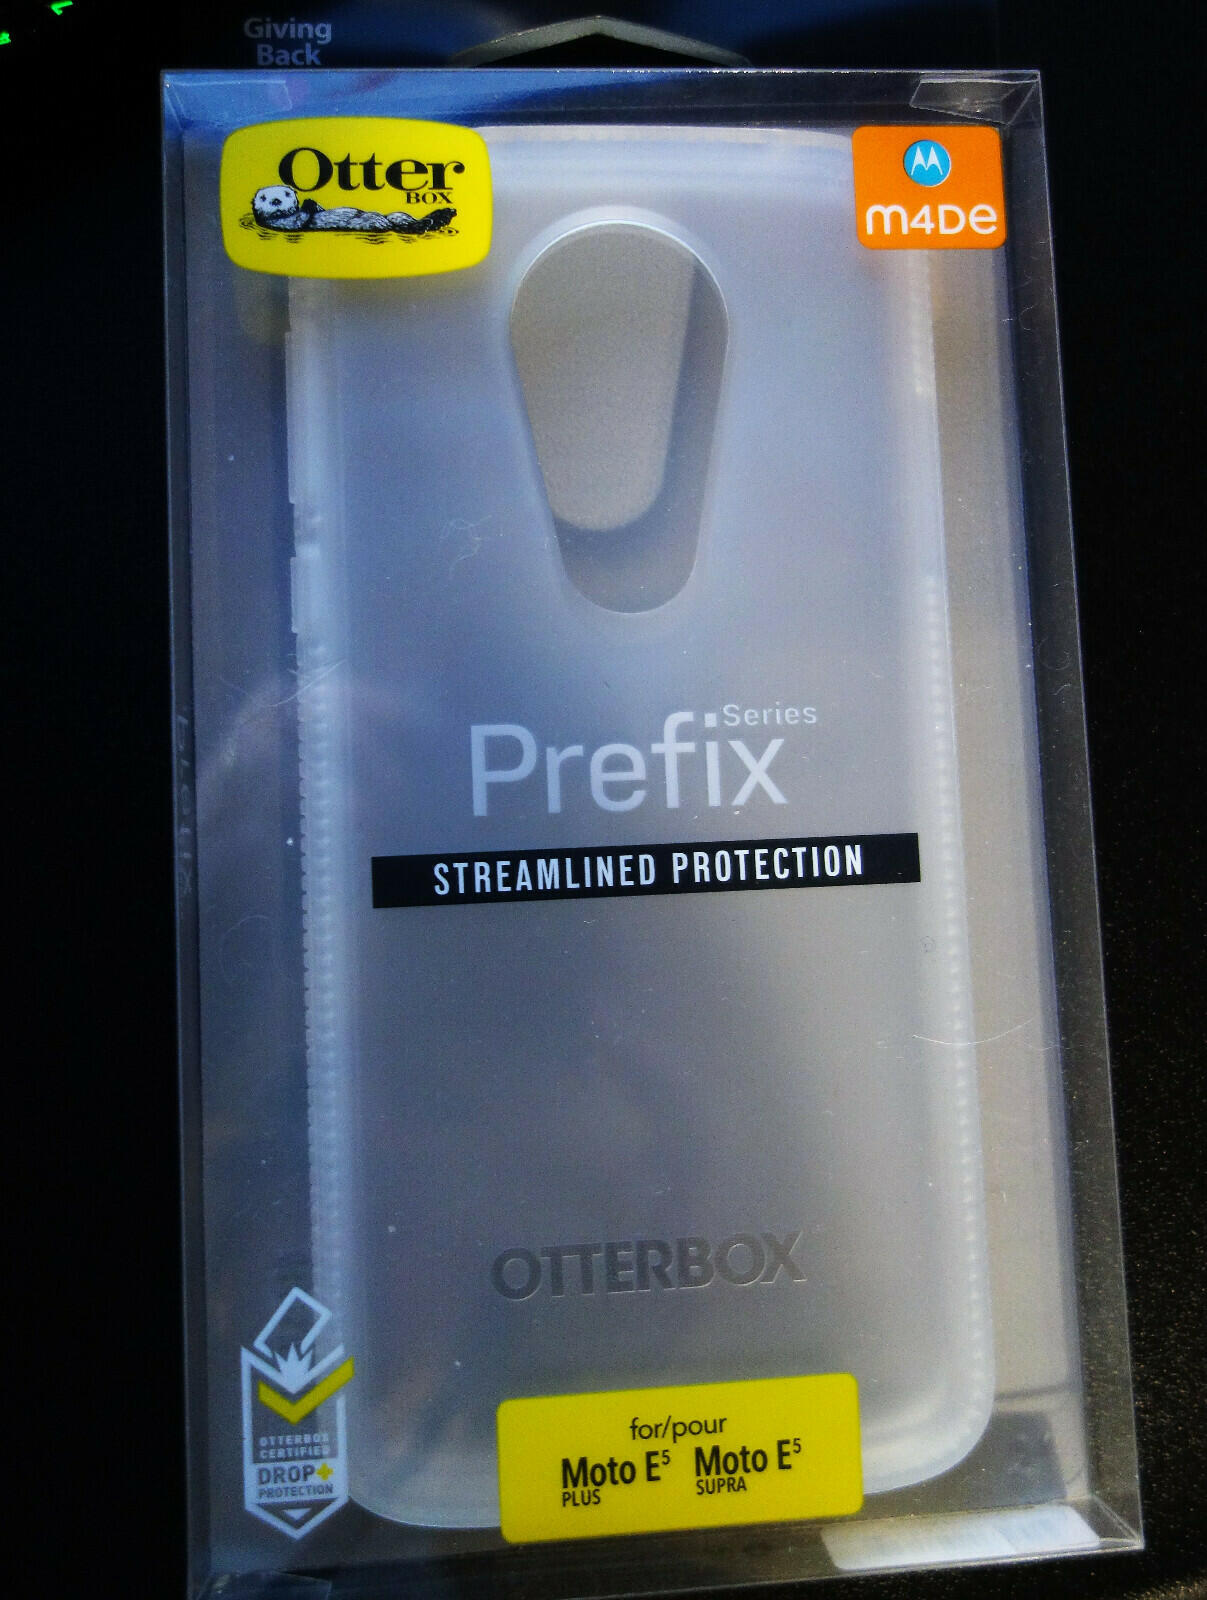 Giving
Back
Otter
BOX
M4De
Series
Prefix
STREAMLINED PROTECTION
OTTERBOX
OTTERBOX
CERTIFIED
DROP+
PROTECTION
for/pour
Moto E5 Moto E5
PLUS SUPRA